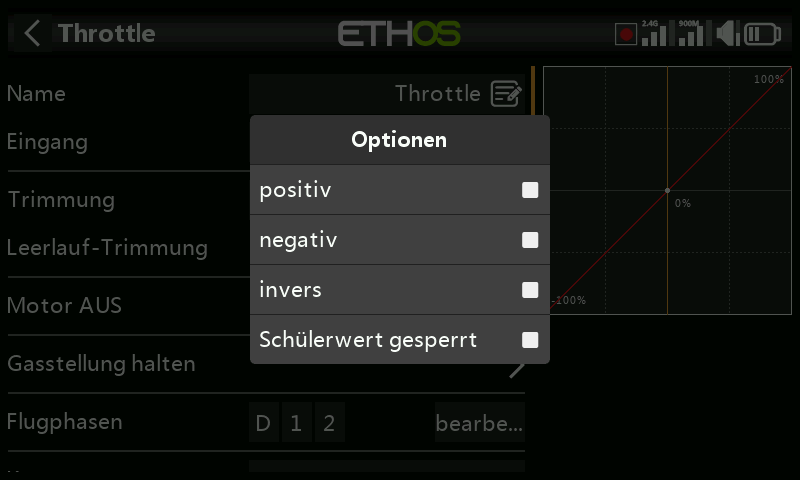 Throttle
ETHOS
2.4G
900M
Name
Throttle
Eingang
Trimmung
Leerlauf-Trimmung
Motor AUS
Gasstellung halten
Flugphasen
D 1 2
bearbe...
Optionen
positiv
negativ
invers
Schülerwert gesperrt
100%
0%
-100%